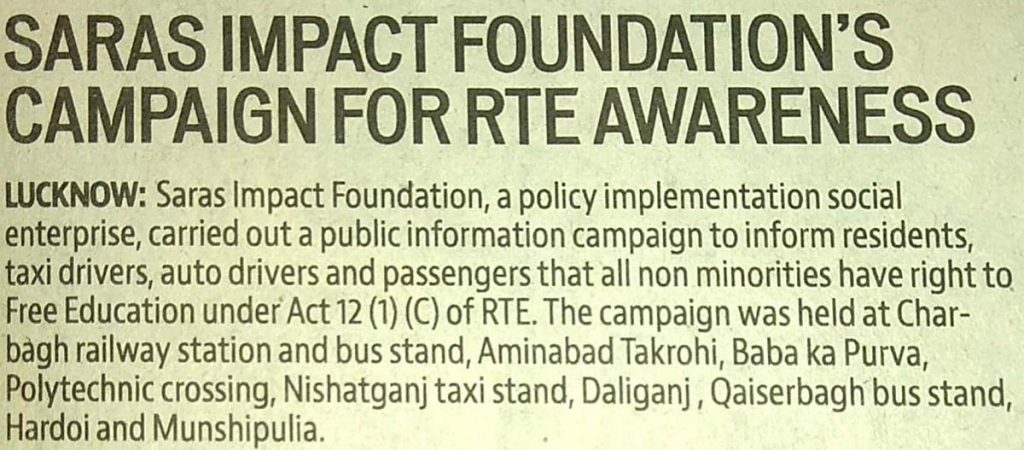 SARAS IMPACT FOUNDATION'S
CAMPAIGN FOR RTE AWARENESS
LUCKNOW: Saras Impact Foundation, a policy implementation social
enterprise, carried out a public information campaign to inform residents,
taxi drivers, auto drivers and passengers that all non minorities have right to
Free Education under Act 12 (1) (C) of RTE. The campaign was held at Char-
bagh railway station and bus stand, Aminabad Takrohi, Baba ka Purva,
Polytechnic crossing, Nishatganj taxi stand, Daliganj , Qaiserbagh bus stand,
Hardoi and Munshipulia.